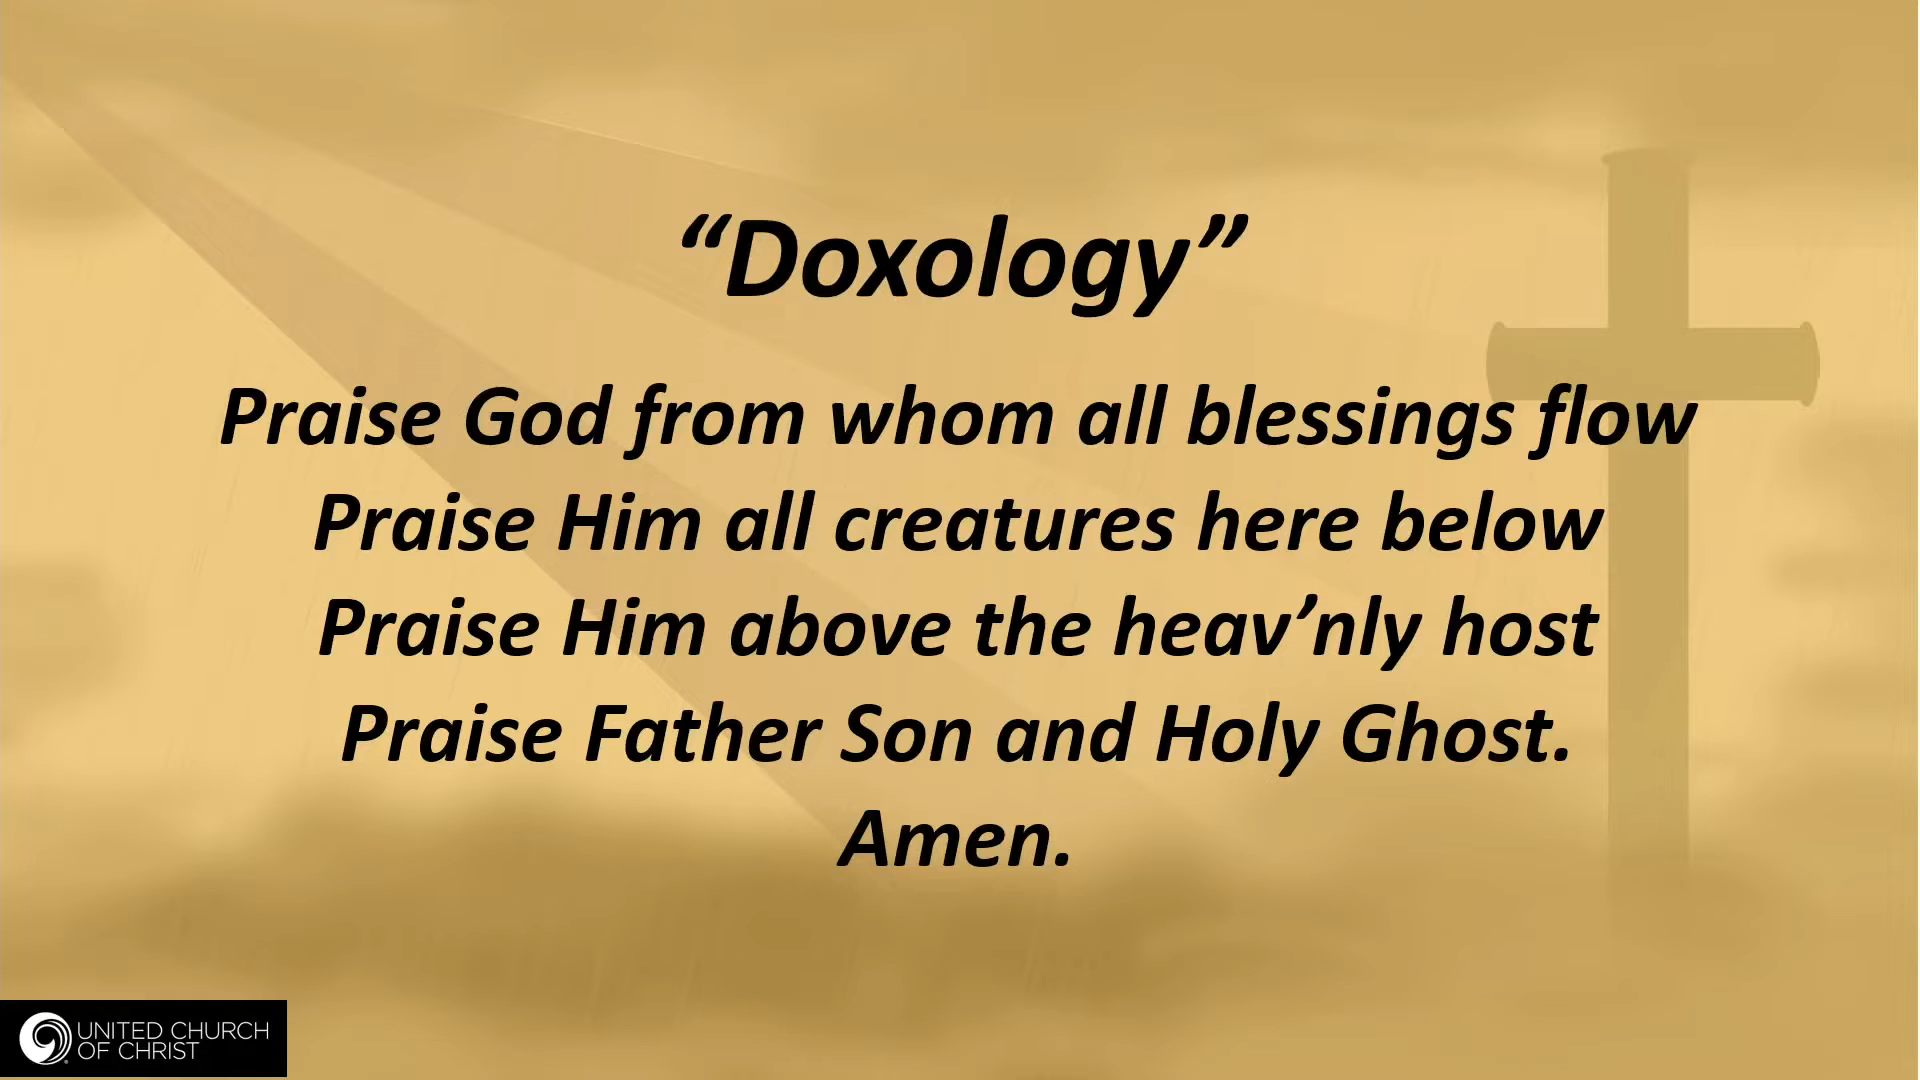 “Doxology”
Praise God from whom all blessings flow
Praise Him all creatures here below
Praise Him above the heav’nly host
Praise Father Son and Holy Ghost.
Amen.
UNITED CHURCH
OF CHRIST